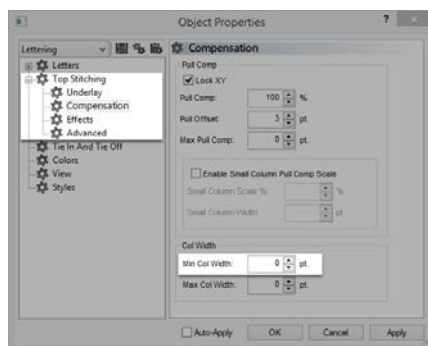 Object Properties
?
Lettering
Letters
Top Stitching
Underlay
Compensation
Effects
Advanced
Tie In And Tie Off
Colors
View
Styles
Compensation
Pull Comp
Lock XY
Pull Comp: 100 %
Pull Offset: 3 pt.
Max Pull Comp: 0 pt.
Enable Small Column Pull Comp Scale
Small Column Scale % %
Small Column Width pt
Col Width
Min Col Width: 0 pt.
Max Col Width: 0 pt.
Auto-Apply OK Cancel Apply